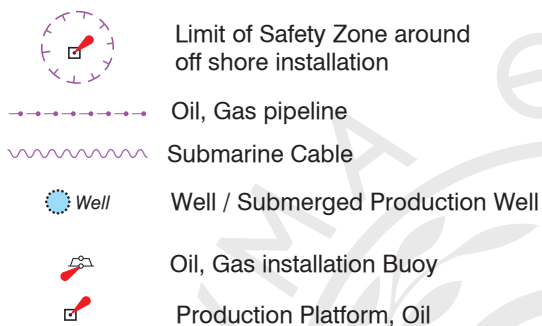 Limit of Safety Zone around
off shore installation
Oil, Gas pipeline
Submarine Cable
Well
Well / Submerged Production Well
Oil, Gas installation Buoy
Production Platform, Oil